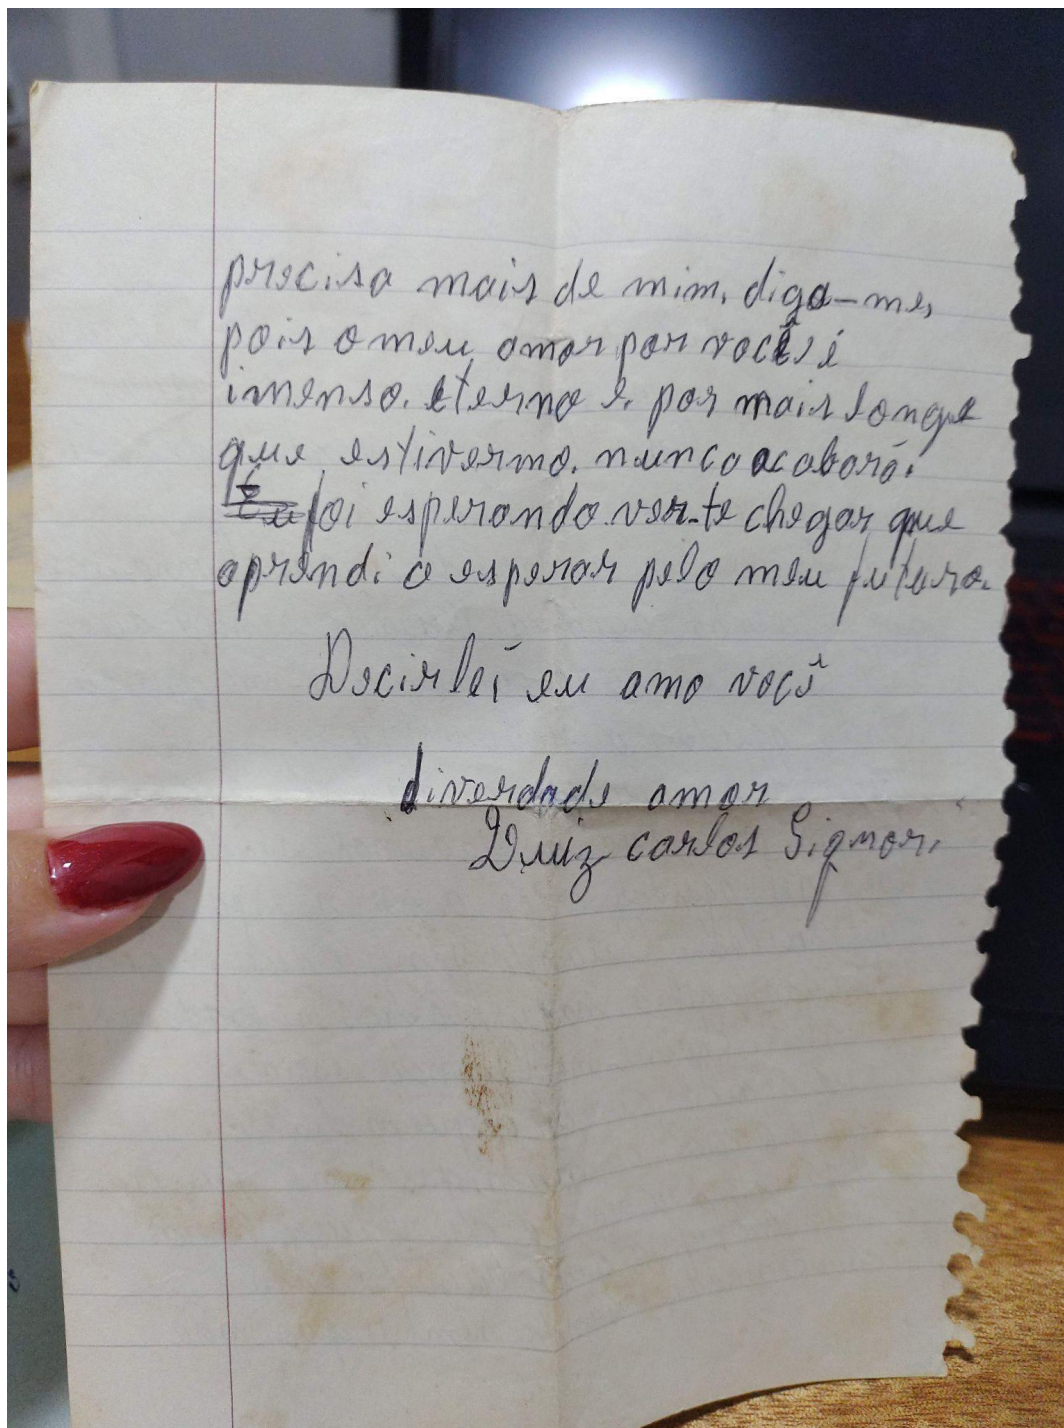 precisa mais de mim, diga-me,
pois o meu amor por você é
imenso. eterno e. por mais longe
que estivermo. nunca acabará.
foi esperando ver-te chegar que
aprendi a esperar pelo meu futuro.
Decirlei eu amo você
diverdade amor
Luiz carlos Signori